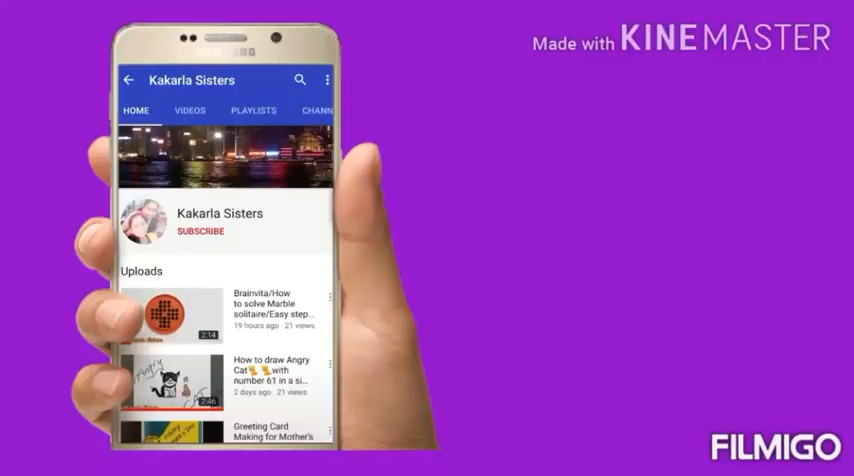 Made with KINEMASTER
Kakarla Sisters
HOME VIDEOS PLAYLISTS CHANN
Kakarla Sisters
SUBSCRIBE
Uploads
Brainvita/How
to solve Marble
solitaire/Easy step...
19 hours ago · 21 views
2:14
How to draw Angry
Cat🐈🐈with
number 61 in a si...
2 days ago · 21 views
Angry
CAT
2:46
Greeting Card
Making for Mother's
FILMIGO